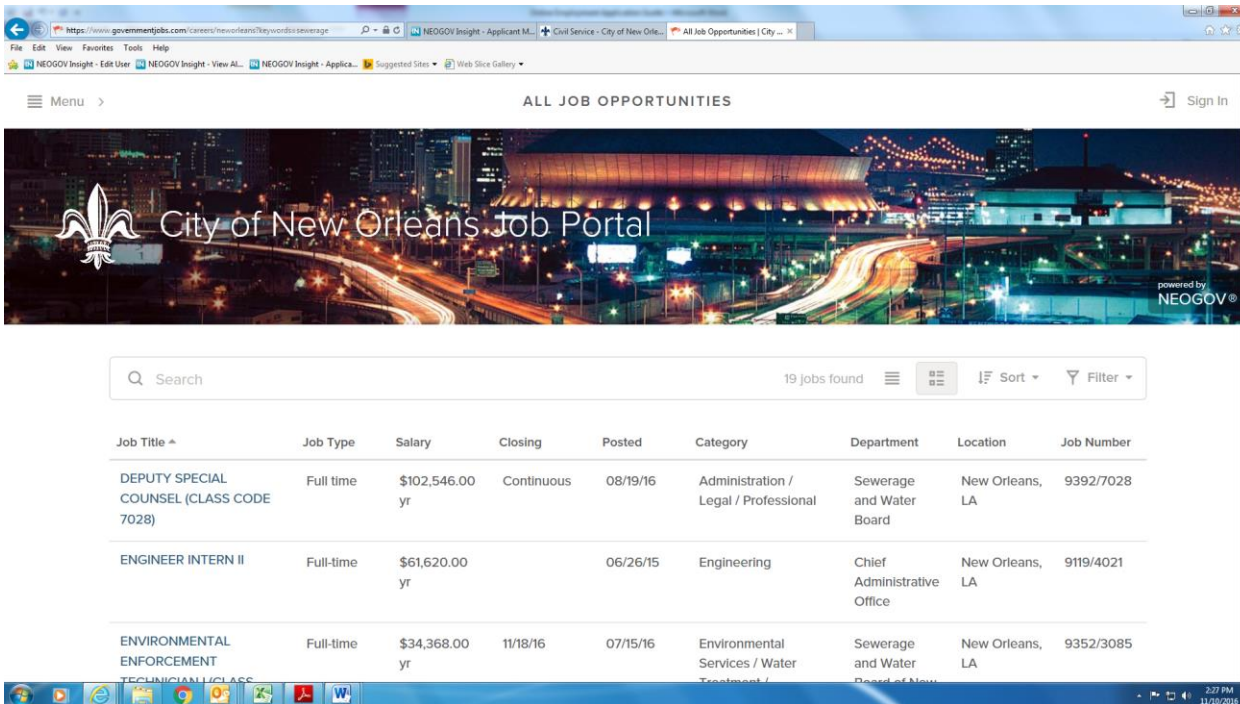 https://www.governmentjobs.com/careers/neworleans?keywords=sewerage
NEOGOV Insight - Applicant M...
Civil Service - City of New Orle...
All Job Opportunities | City ...
File Edit View Favorites Tools Help
NEOGOV Insight - Edit User NEOGOV Insight - View Al... NEOGOV Insight - Applica... Suggested Sites Web Slice Gallery
Menu
ALL JOB OPPORTUNITIES
Sign In
City of New Orleans Job Portal
powered by
NEOGOV®
Search
19 jobs found
Sort
Filter
Job Title Job Type Salary Closing Posted Category Department Location Job Number
DEPUTY SPECIAL Full time $102,546.00 Continuous 08/19/16 Administration / Sewerage New Orleans, 9392/7028
COUNSEL (CLASS CODE yr Legal / Professional and Water LA
7028) Board
ENGINEER INTERN II Full-time $61,620.00 06/26/15 Engineering Chief New Orleans, 9119/4021
yr Administrative LA
Office
ENVIRONMENTAL Full-time $34,368.00 11/18/16 07/15/16 Environmental Sewerage New Orleans, 9352/3085
ENFORCEMENT yr Services / Water and Water LA
TECHNICIAN I (CLASS Treatment / Board of New
2:27 PM
11/10/2016